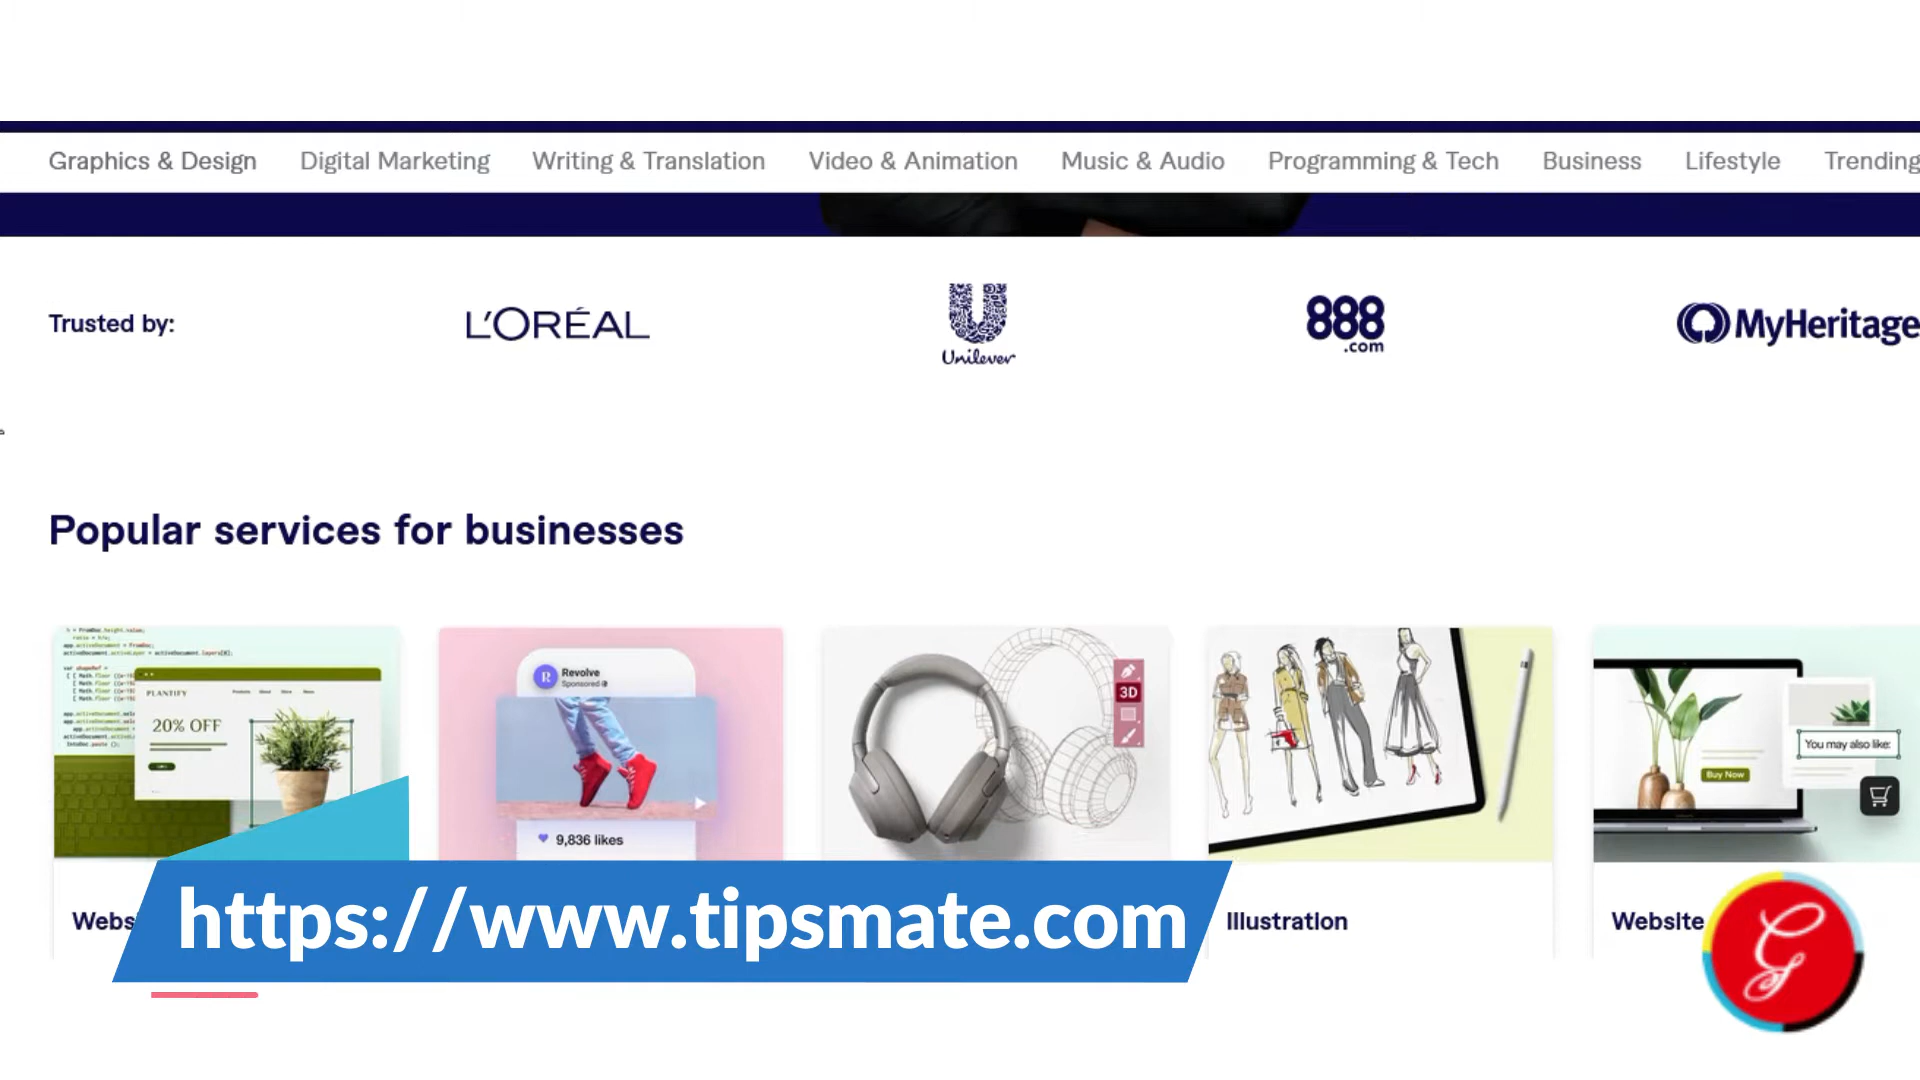 Graphics & Design Digital Marketing Writing & Translation Video & Animation Music & Audio Programming & Tech Business Lifestyle Trending
Trusted by: L'ORÉAL Unilever 888.com MyHeritage
Popular services for businesses
PLANTIFY
20% OFF
R Revolve
Sponsored
9,836 likes
3D
You may also like:
Buy Now
Illustration
Website
https://www.tipsmate.com
G